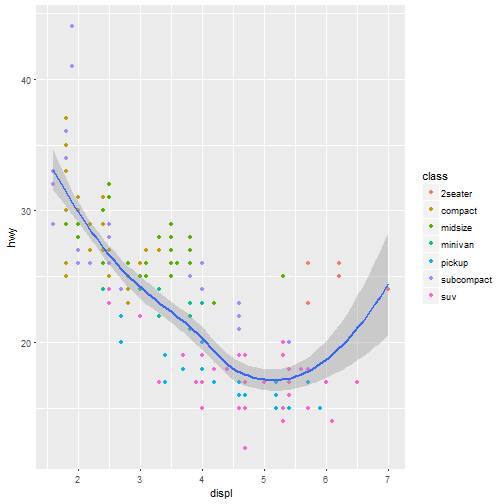 hwy
40
30
20
2
3
4
5
6
7
displ
class
2seater
compact
midsize
minivan
pickup
subcompact
suv